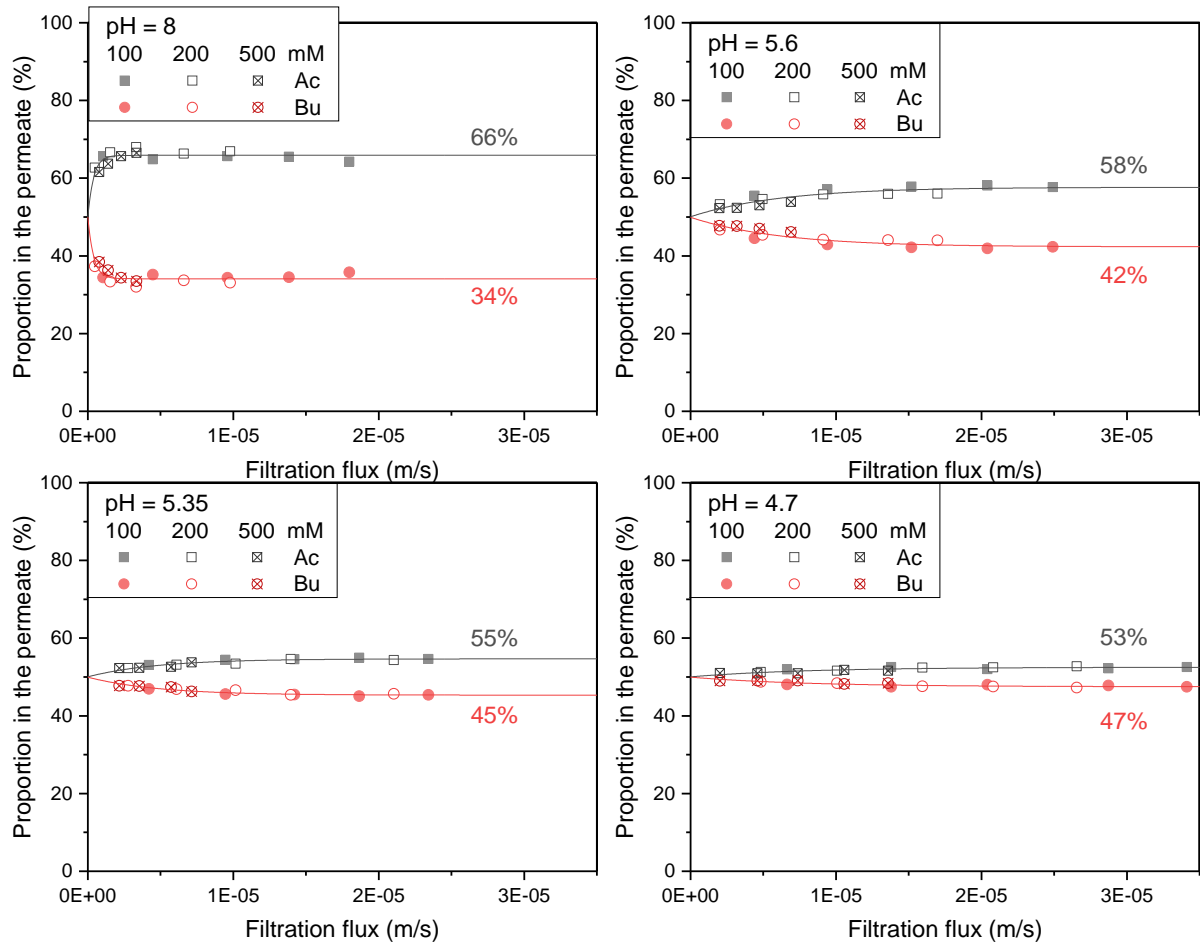 pH = 8
100 200 500 mM
Ac
Bu
66%
34%
100
80
60
40
20
0
0E+00 1E-05 2E-05 3E-05
Filtration flux (m/s)
Proportion in the permeate (%)
pH = 5.6
100 200 500 mM
Ac
Bu
58%
42%
100
80
60
40
20
0
0E+00 1E-05 2E-05 3E-05
Filtration flux (m/s)
Proportion in the permeate (%)
pH = 5.35
100 200 500 mM
Ac
Bu
55%
45%
100
80
60
40
20
0
0E+00 1E-05 2E-05 3E-05
Filtration flux (m/s)
Proportion in the permeate (%)
pH = 4.7
100 200 500 mM
Ac
Bu
53%
47%
100
80
60
40
20
0
0E+00 1E-05 2E-05 3E-05
Filtration flux (m/s)
Proportion in the permeate (%)